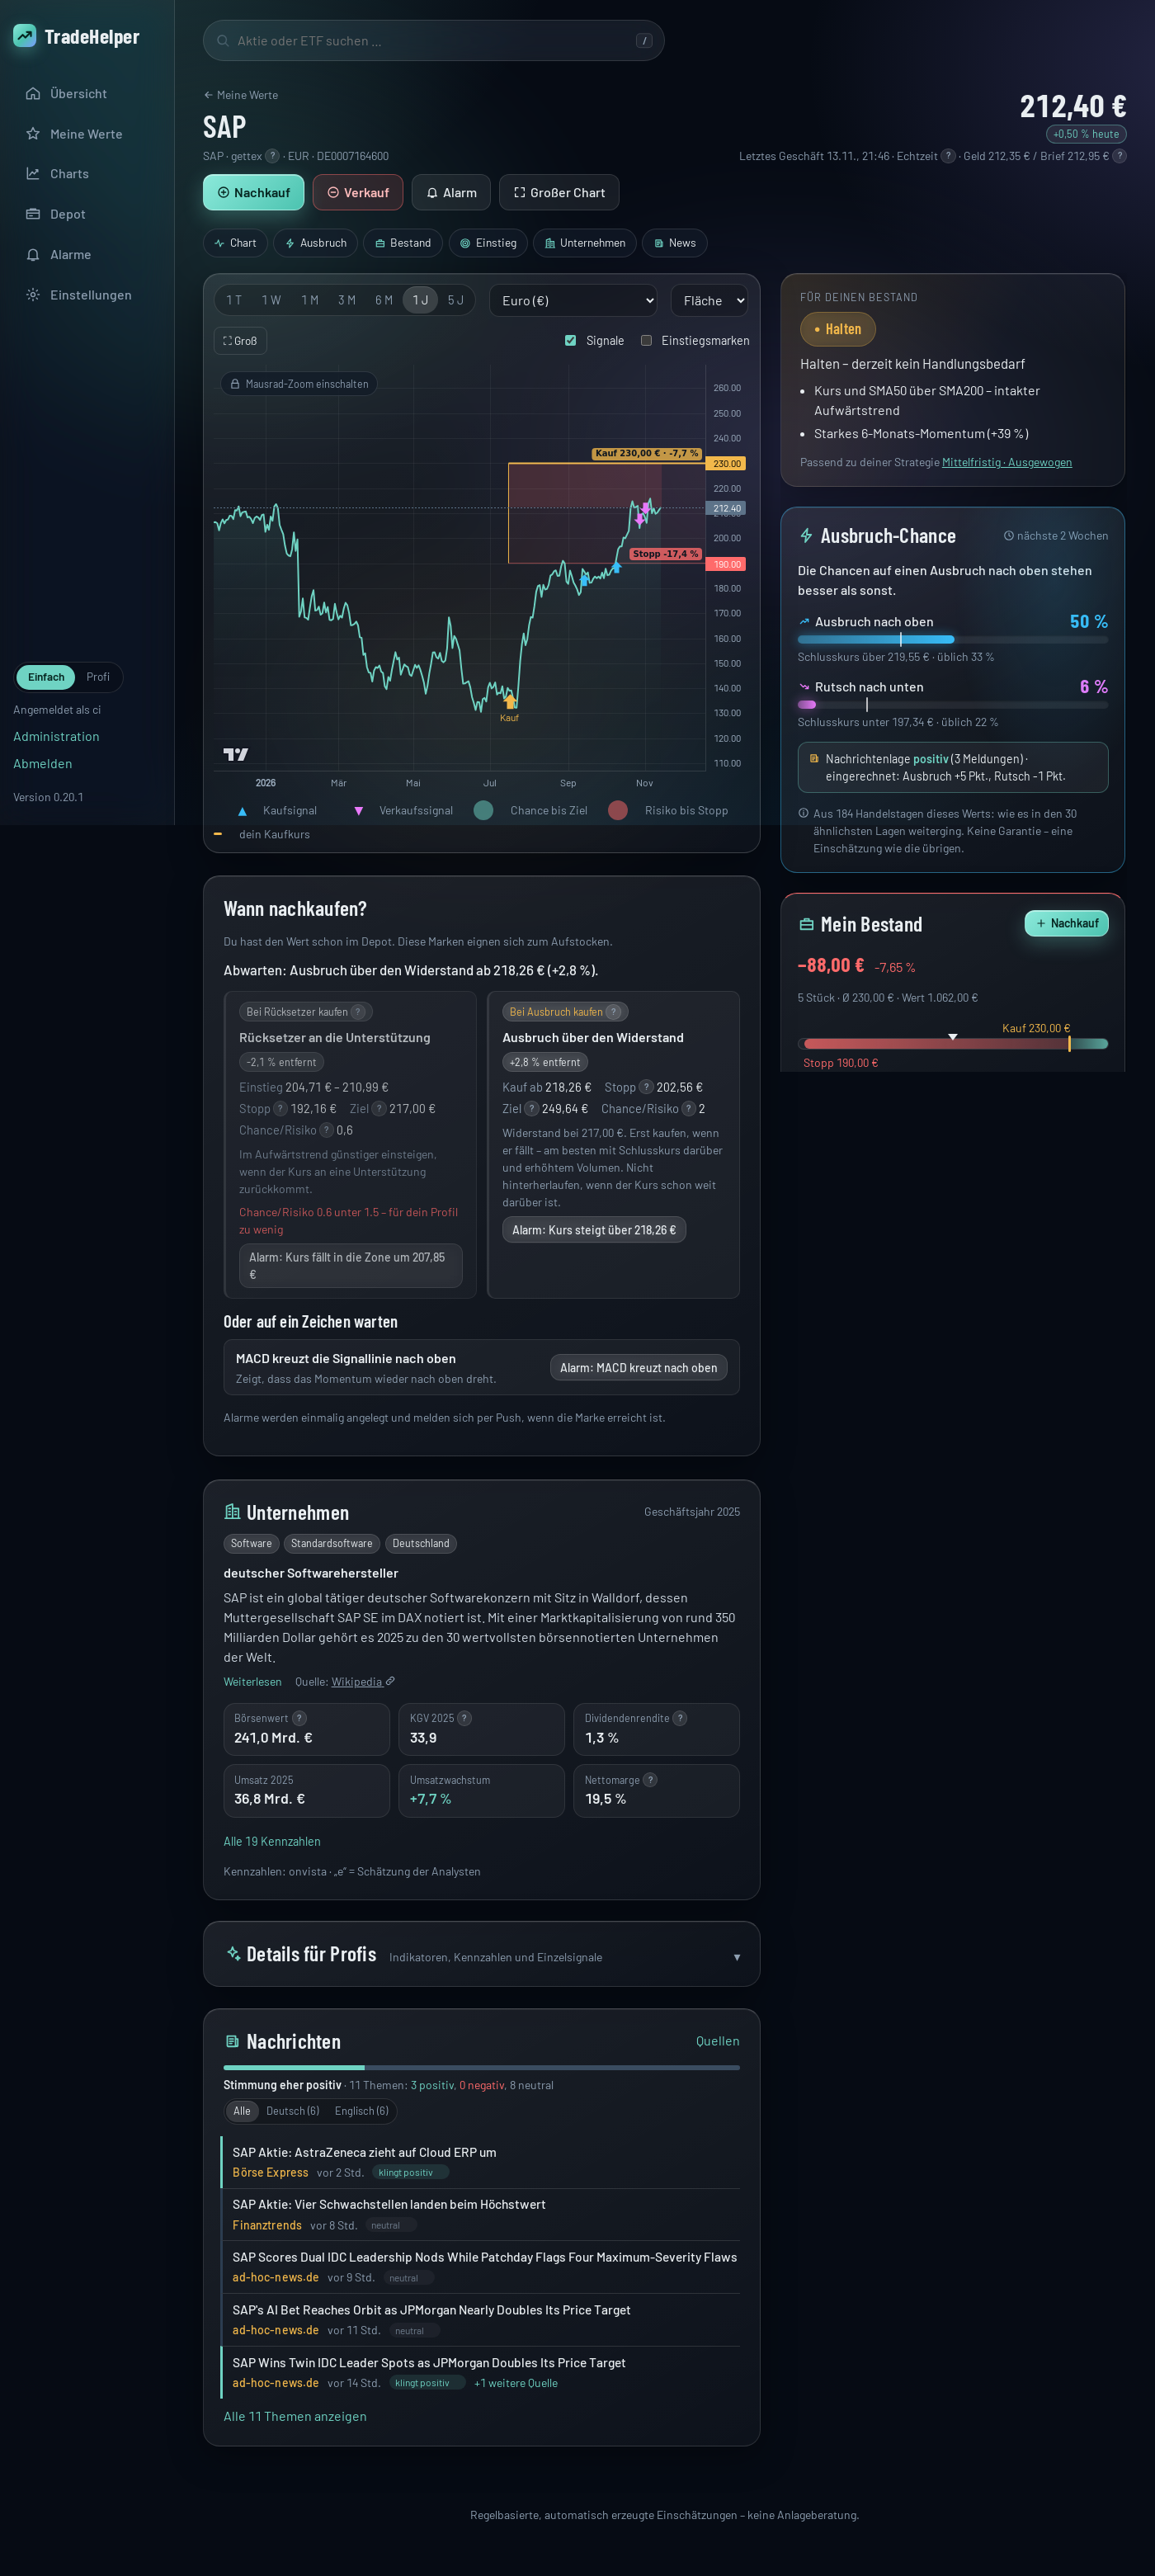 TradeHelper
Übersicht
Meine Werte
Charts
Depot
Alarme
Einstellungen
Einfach
Profi
Angemeldet als ci
Administration
Abmelden
Version 0.20.1
Aktie oder ETF suchen ...
/
← Meine Werte
SAP
SAP · gettex ? · EUR · DE0007164600
212,40 €
+0,50 % heute
Letztes Geschäft 13.11., 21:46 · Echtzeit ? · Geld 212,35 € / Brief 212,95 € ?
Nachkauf
Verkauf
Alarm
Großer Chart
Chart
Ausbruch
Bestand
Einstieg
Unternehmen
News
1 T
1 W
1 M
3 M
6 M
1 J
5 J
Euro (€)
Fläche
Groß
Signale
Einstiegsmarken
Mausrad-Zoom einschalten
260.00
250.00
240.00
Kauf 230,00 € · -7,7 %
230.00
220.00
212.40
200.00
Stopp -17,4 %
190.00
180.00
170.00
160.00
150.00
140.00
130.00
120.00
110.00
Kauf
2026
Mär
Mai
Jul
Sep
Nov
Kaufsignal
Verkaufssignal
Chance bis Ziel
Risiko bis Stopp
dein Kaufkurs
FÜR DEINEN BESTAND
• Halten
Halten – derzeit kein Handlungsbedarf
• Kurs und SMA50 über SMA200 – intakter
Aufwärtstrend
• Starkes 6-Monats-Momentum (+39 %)
Passend zu deiner Strategie Mittelfristig · Ausgewogen
Ausbruch-Chance
nächste 2 Wochen
Die Chancen auf einen Ausbruch nach oben stehen
besser als sonst.
Ausbruch nach oben
50 %
Schlusskurs über 219,55 € · üblich 33 %
Rutsch nach unten
6 %
Schlusskurs unter 197,34 € · üblich 22 %
Nachrichtenlage positiv (3 Meldungen) ·
eingerechnet: Ausbruch +5 Pkt., Rutsch -1 Pkt.
Aus 184 Handelstagen dieses Werts: wie es in den 30
ähnlichsten Lagen weiterging. Keine Garantie – eine
Einschätzung wie die übrigen.
Mein Bestand
+ Nachkauf
−88,00 €
-7,65 %
5 Stück · Ø 230,00 € · Wert 1.062,00 €
Kauf 230,00 €
Stopp 190,00 €
Wann nachkaufen?
Du hast den Wert schon im Depot. Diese Marken eignen sich zum Aufstocken.
Abwarten: Ausbruch über den Widerstand ab 218,26 € (+2,8 %).
Bei Rücksetzer kaufen ?
Rücksetzer an die Unterstützung
-2,1 % entfernt
Einstieg 204,71 € – 210,99 €
Stopp ? 192,16 € Ziel ? 217,00 €
Chance/Risiko ? 0,6
Im Aufwärtstrend günstiger einsteigen,
wenn der Kurs an eine Unterstützung
zurückkommt.
Chance/Risiko 0.6 unter 1.5 – für dein Profil
zu wenig
Alarm: Kurs fällt in die Zone um 207,85
€
Bei Ausbruch kaufen ?
Ausbruch über den Widerstand
+2,8 % entfernt
Kauf ab 218,26 € Stopp ? 202,56 €
Ziel ? 249,64 € Chance/Risiko ? 2
Widerstand bei 217,00 €. Erst kaufen, wenn
er fällt – am besten mit Schlusskurs darüber
und erhöhtem Volumen. Nicht
hinterherlaufen, wenn der Kurs schon weit
darüber ist.
Alarm: Kurs steigt über 218,26 €
Oder auf ein Zeichen warten
MACD kreuzt die Signallinie nach oben
Zeigt, dass das Momentum wieder nach oben dreht.
Alarm: MACD kreuzt nach oben
Alarme werden einmalig angelegt und melden sich per Push, wenn die Marke erreicht ist.
Unternehmen
Geschäftsjahr 2025
Software
Standardsoftware
Deutschland
deutscher Softwarehersteller
SAP ist ein global tätiger deutscher Softwarekonzern mit Sitz in Walldorf, dessen
Muttergesellschaft SAP SE im DAX notiert ist. Mit einer Marktkapitalisierung von rund 350
Milliarden Dollar gehört es 2025 zu den 30 wertvollsten börsennotierten Unternehmen
der Welt.
Weiterlesen
Quelle: Wikipedia
Börsenwert ?
241,0 Mrd. €
KGV 2025 ?
33,9
Dividendenrendite ?
1,3 %
Umsatz 2025
36,8 Mrd. €
Umsatzwachstum
+7,7 %
Nettomarge ?
19,5 %
Alle 19 Kennzahlen
Kennzahlen: onvista · „e“ = Schätzung der Analysten
Details für Profis
Indikatoren, Kennzahlen und Einzelsignale
Nachrichten
Quellen
Stimmung eher positiv · 11 Themen: 3 positiv, 0 negativ, 8 neutral
Alle
Deutsch (6)
Englisch (6)
SAP Aktie: AstraZeneca zieht auf Cloud ERP um
Börse Express vor 2 Std. klingt positiv
SAP Aktie: Vier Schwachstellen landen beim Höchstwert
Finanztrends vor 8 Std. neutral
SAP Scores Dual IDC Leadership Nods While Patchday Flags Four Maximum-Severity Flaws
ad-hoc-news.de vor 9 Std. neutral
SAP's AI Bet Reaches Orbit as JPMorgan Nearly Doubles Its Price Target
ad-hoc-news.de vor 11 Std. neutral
SAP Wins Twin IDC Leader Spots as JPMorgan Doubles Its Price Target
ad-hoc-news.de vor 14 Std. klingt positiv +1 weitere Quelle
Alle 11 Themen anzeigen
Regelbasierte, automatisch erzeugte Einschätzungen – keine Anlageberatung.